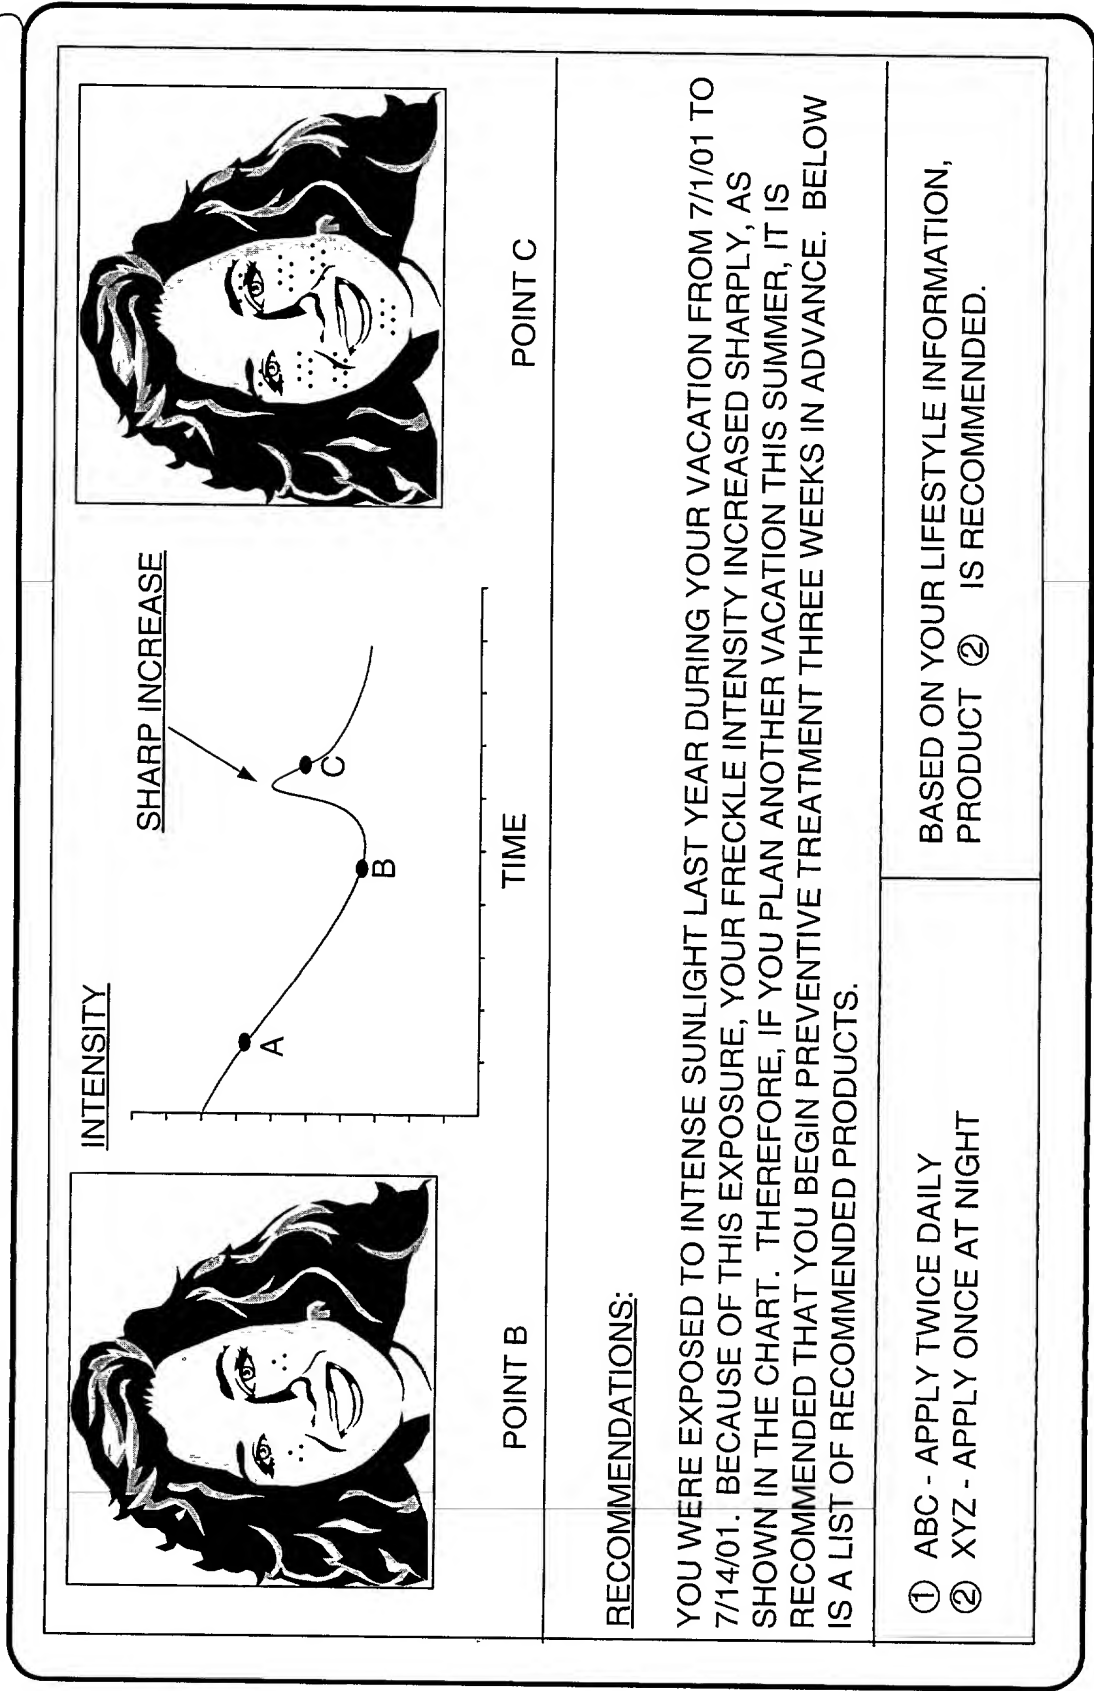 INTENSITY
SHARP INCREASE
A
B
C
TIME
POINT B
POINT C
RECOMMENDATIONS:
YOU WERE EXPOSED TO INTENSE SUNLIGHT LAST YEAR DURING YOUR VACATION FROM 7/1/01 TO
7/14/01. BECAUSE OF THIS EXPOSURE, YOUR FRECKLE INTENSITY INCREASED SHARPLY, AS
SHOWN IN THE CHART. THEREFORE, IF YOU PLAN ANOTHER VACATION THIS SUMMER, IT IS
RECOMMENDED THAT YOU BEGIN PREVENTIVE TREATMENT THREE WEEKS IN ADVANCE. BELOW
IS A LIST OF RECOMMENDED PRODUCTS.
① ABC - APPLY TWICE DAILY
② XYZ - APPLY ONCE AT NIGHT
BASED ON YOUR LIFESTYLE INFORMATION,
PRODUCT ② IS RECOMMENDED.